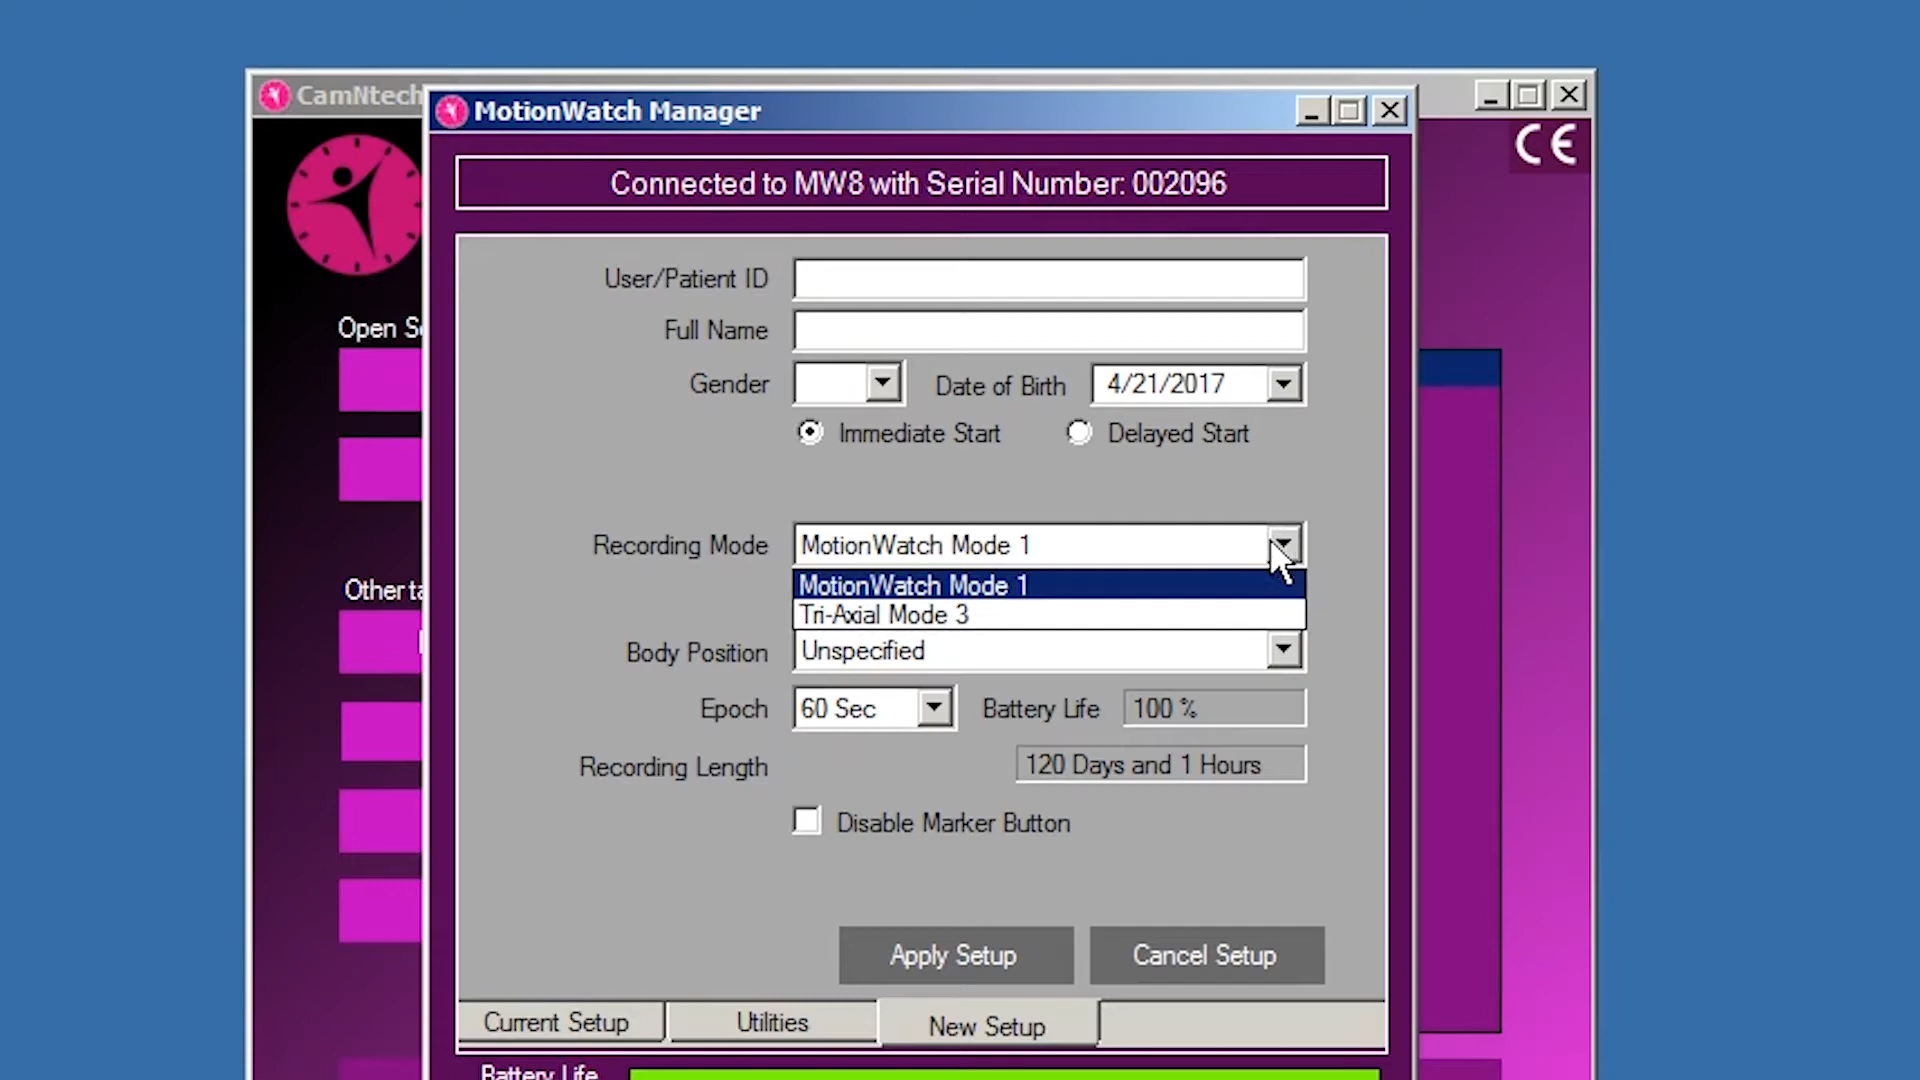 CamNtech
MotionWatch Manager
CE
Connected to MW8 with Serial Number: 002096
User/Patient ID
Open
Full Name
Gender
Date of Birth 4/21/2017
Immediate Start Delayed Start
Recording Mode MotionWatch Mode 1
MotionWatch Mode 1
Other
Tri-Axial Mode 3
Body Position Unspecified
Epoch 60 Sec Battery Life 100 %
Recording Length 120 Days and 1 Hours
Disable Marker Button
Apply Setup Cancel Setup
Current Setup Utilities New Setup
Battery Life